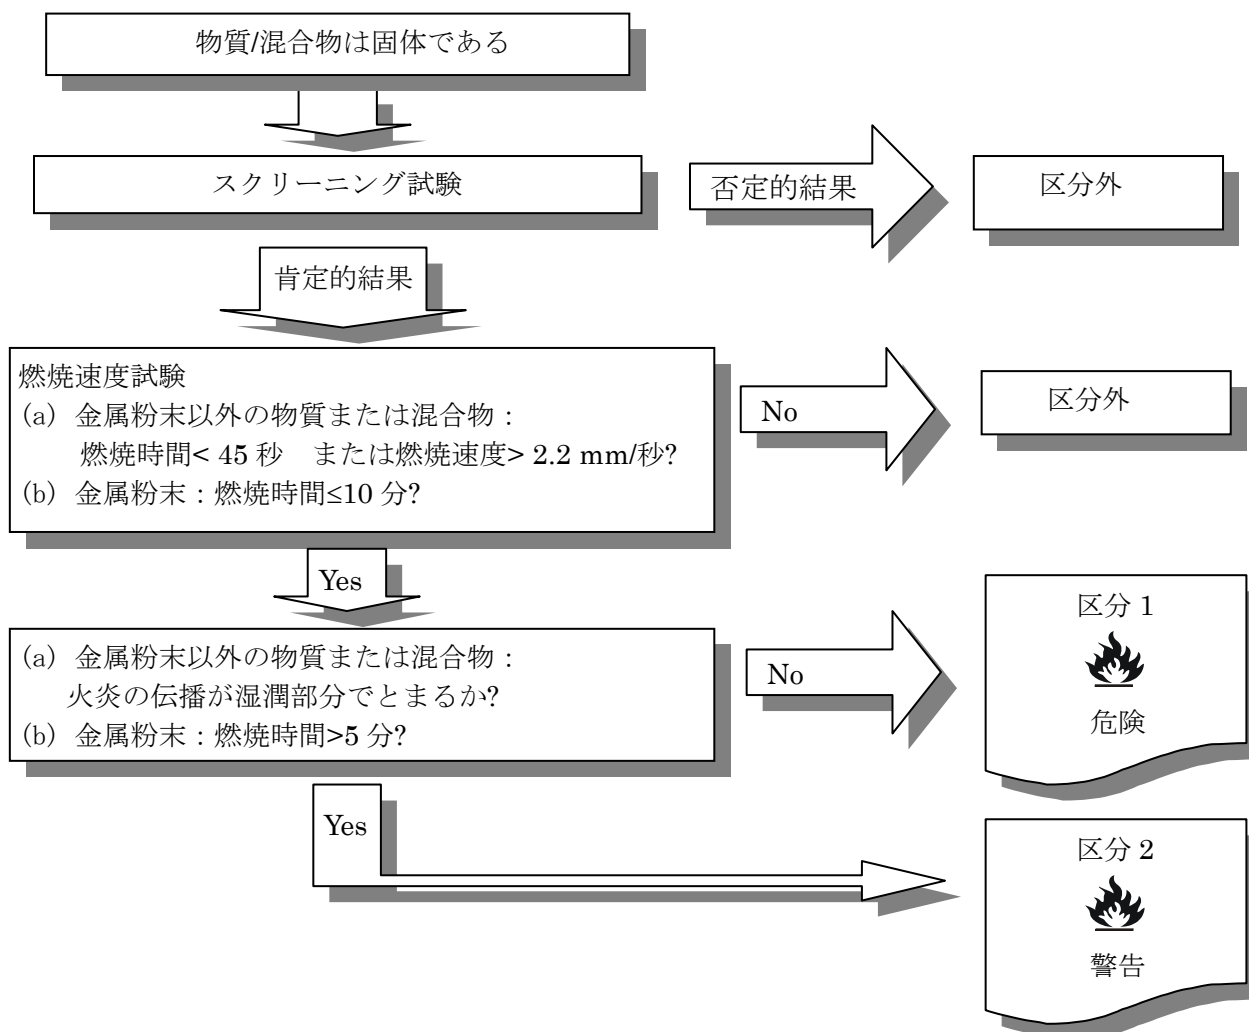 物質/混合物は固体である
スクリーニング試験
否定的結果
区分外
肯定的結果
燃焼速度試験
(a) 金属粉末以外の物質または混合物：
燃焼時間< 45 秒　または燃焼速度> 2.2 mm/秒?
(b) 金属粉末：燃焼時間≤10 分?
No
区分外
Yes
(a) 金属粉末以外の物質または混合物：
火炎の伝播が湿潤部分でとまるか?
(b) 金属粉末：燃焼時間>5 分?
No
区分 1
危険
Yes
区分 2
警告